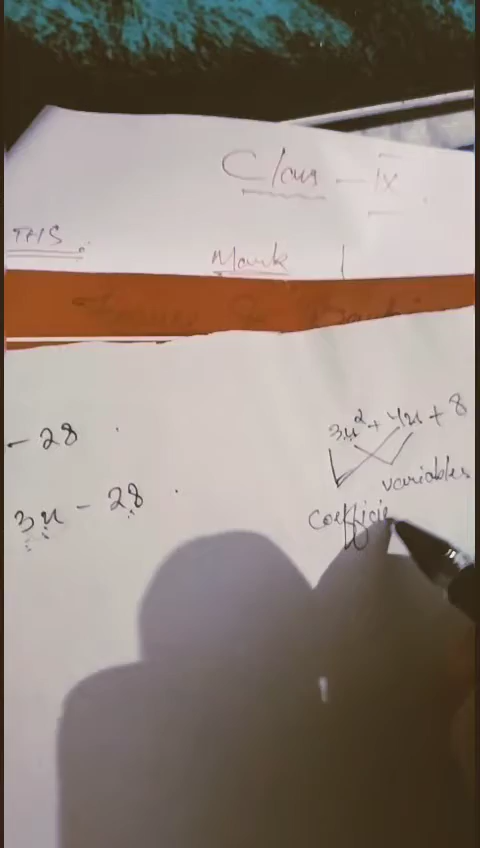 Class - IX.
THS.
Mark
- 28
3x - 28
3x² + 4x + 8
variables
coefficie